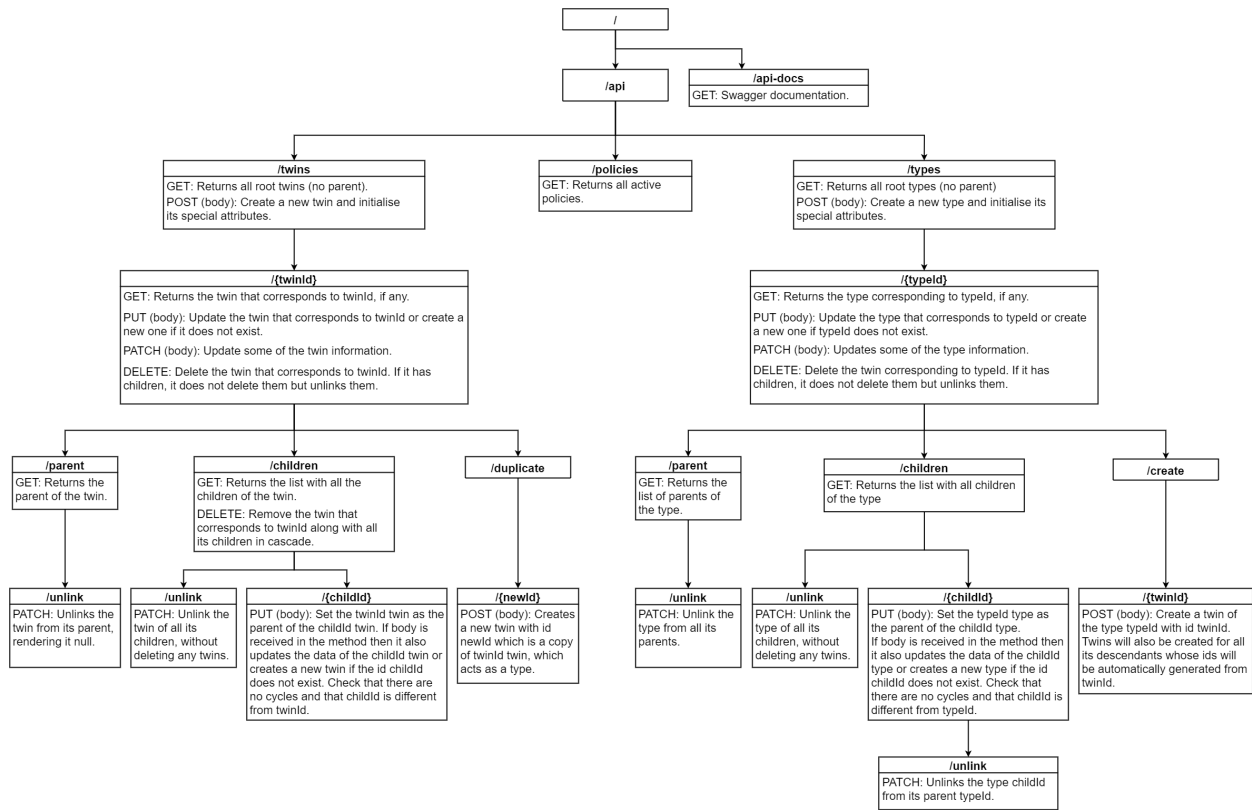 /
/api
/api-docs
GET: Swagger documentation.
/twins
GET: Returns all root twins (no parent).
POST (body): Create a new twin and initialise
its special attributes.
/policies
GET: Returns all active
policies.
/types
GET: Returns all root types (no parent)
POST (body): Create a new type and initialise its
special attributes.
/{twinId}
GET: Returns the twin that corresponds to twinId, if any.
PUT (body): Update the twin that corresponds to twinId or create a
new one if it does not exist.
PATCH (body): Update some of the twin information.
DELETE: Delete the twin that corresponds to twinId. If it has
children, it does not delete them but unlinks them.
/{typeId}
GET: Returns the type corresponding to typeId, if any.
PUT (body): Update the type that corresponds to typeId or create
a new one if typeId does not exist.
PATCH (body): Updates some of the type information.
DELETE: Delete the twin corresponding to typeId. If it has
children, it does not delete them but unlinks them.
/parent
GET: Returns the
parent of the twin.
/children
GET: Returns the list with all the
children of the twin.
DELETE: Remove the twin that
corresponds to twinId along with all
its children in cascade.
/duplicate
/parent
GET: Returns the
list of parents of
the type.
/children
GET: Returns the list with all children
of the type
/create
/unlink
PATCH: Unlinks the
twin from its parent,
rendering it null.
/unlink
PATCH: Unlink the
twin of all its
children, without
deleting any twins.
/{childId}
PUT (body): Set the twinId twin as the
parent of the childId twin. If body is
received in the method then it also
updates the data of the childId twin or
creates a new twin if the id childId
does not exist. Check that there are
no cycles and that childId is different
from twinId.
/{newId}
POST (body): Creates
a new twin with id
newId which is a copy
of twinId twin, which
acts as a type.
/unlink
PATCH: Unlink the
type from all its
parents.
/unlink
PATCH: Unlink the
type of all its
children, without
deleting any twins.
/{childId}
PUT (body): Set the typeId type as
the parent of the childId type.
If body is received in the method then
it also updates the data of the childId
type or creates a new type if the id
childId does not exist. Check that
there are no cycles and that childId is
different from typeId.
/{twinId}
POST (body): Create a twin of
the type typeId with id twinId.
Twins will also be created for all
its descendants whose ids will
be automatically generated from
twinId.
/unlink
PATCH: Unlinks the type childId
from its parent typeId.